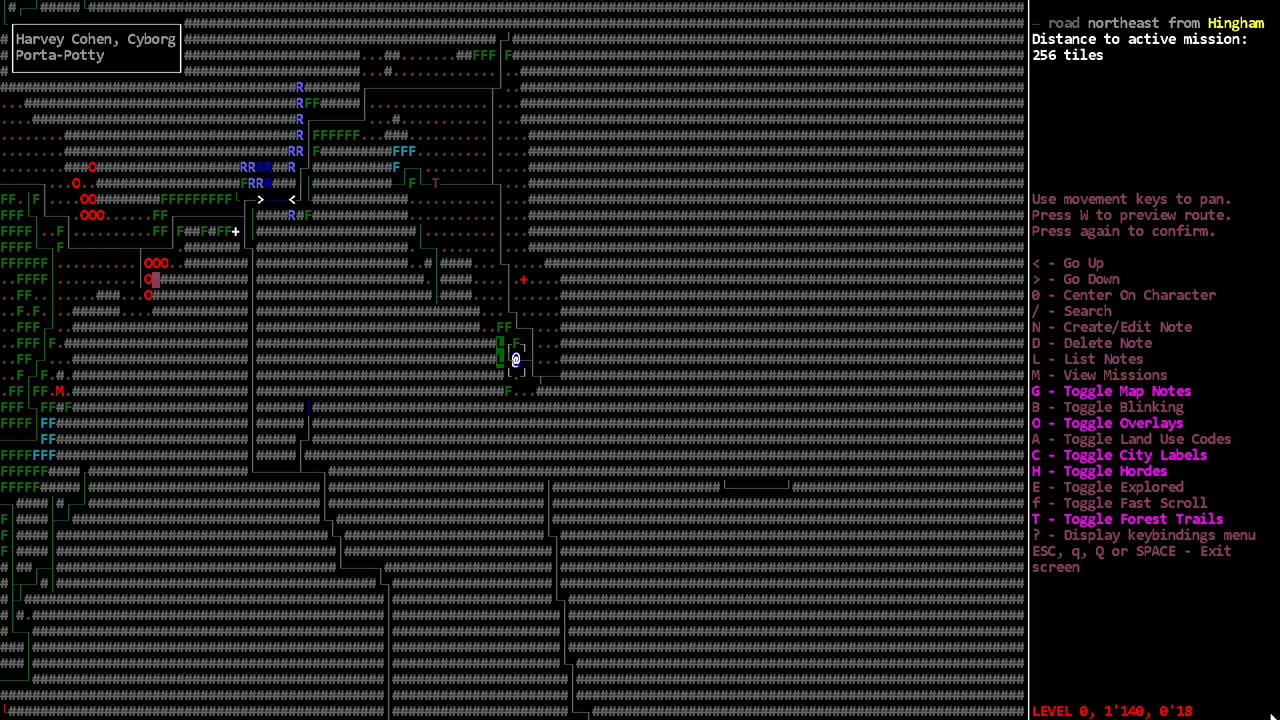 Harvey Cohen, Cyborg
Porta-Potty
– road northeast from Hingham
Distance to active mission:
256 tiles
Use movement keys to pan.
Press W to preview route.
Press again to confirm.
< - Go Up
> - Go Down
0 - Center On Character
/ - Search
N - Create/Edit Note
D - Delete Note
L - List Notes
M - View Missions
G - Toggle Map Notes
B - Toggle Blinking
O - Toggle Overlays
A - Toggle Land Use Codes
C - Toggle City Labels
H - Toggle Hordes
E - Toggle Explored
f - Toggle Fast Scroll
T - Toggle Forest Trails
? - Display keybindings menu
ESC, q, Q or SPACE - Exit
screen
LEVEL 0, 1'140, 0'18